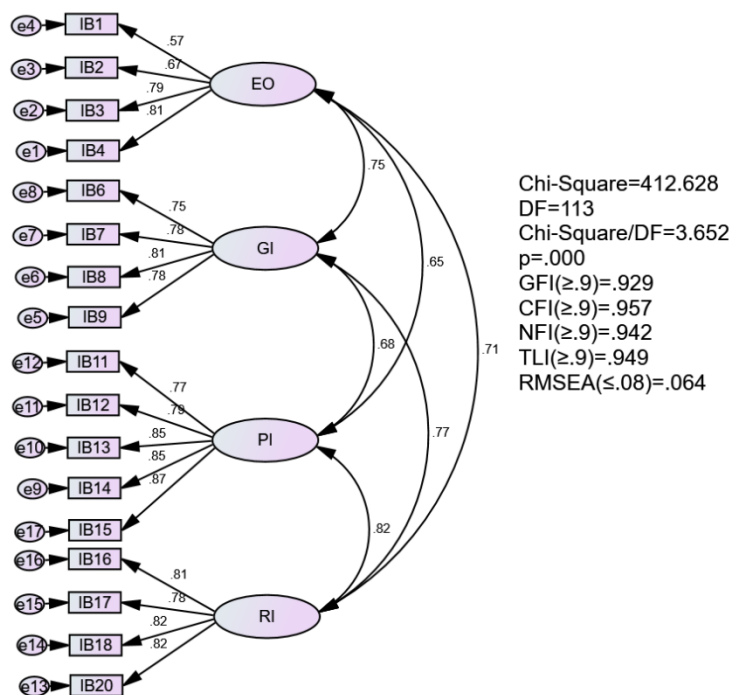 e4 IB1
.57
e3 IB2 .67
EO
e2 IB3 .79
.81
e1 IB4
.75
e8 IB6
.75
e7 IB7 .78
GI
e6 IB8 .81
.78
e5 IB9
.65
.68
.71
e12 IB11
.77
e11 IB12 .79
PI
e10 IB13 .85
.85
e9 IB14
.87
e17 IB15
.77
.82
e16 IB16
.81
e15 IB17 .78
RI
e14 IB18 .82
.82
e13 IB20
Chi-Square=412.628
DF=113
Chi-Square/DF=3.652
p=.000
GFI(≥.9)=.929
CFI(≥.9)=.957
NFI(≥.9)=.942
TLI(≥.9)=.949
RMSEA(≤.08)=.064